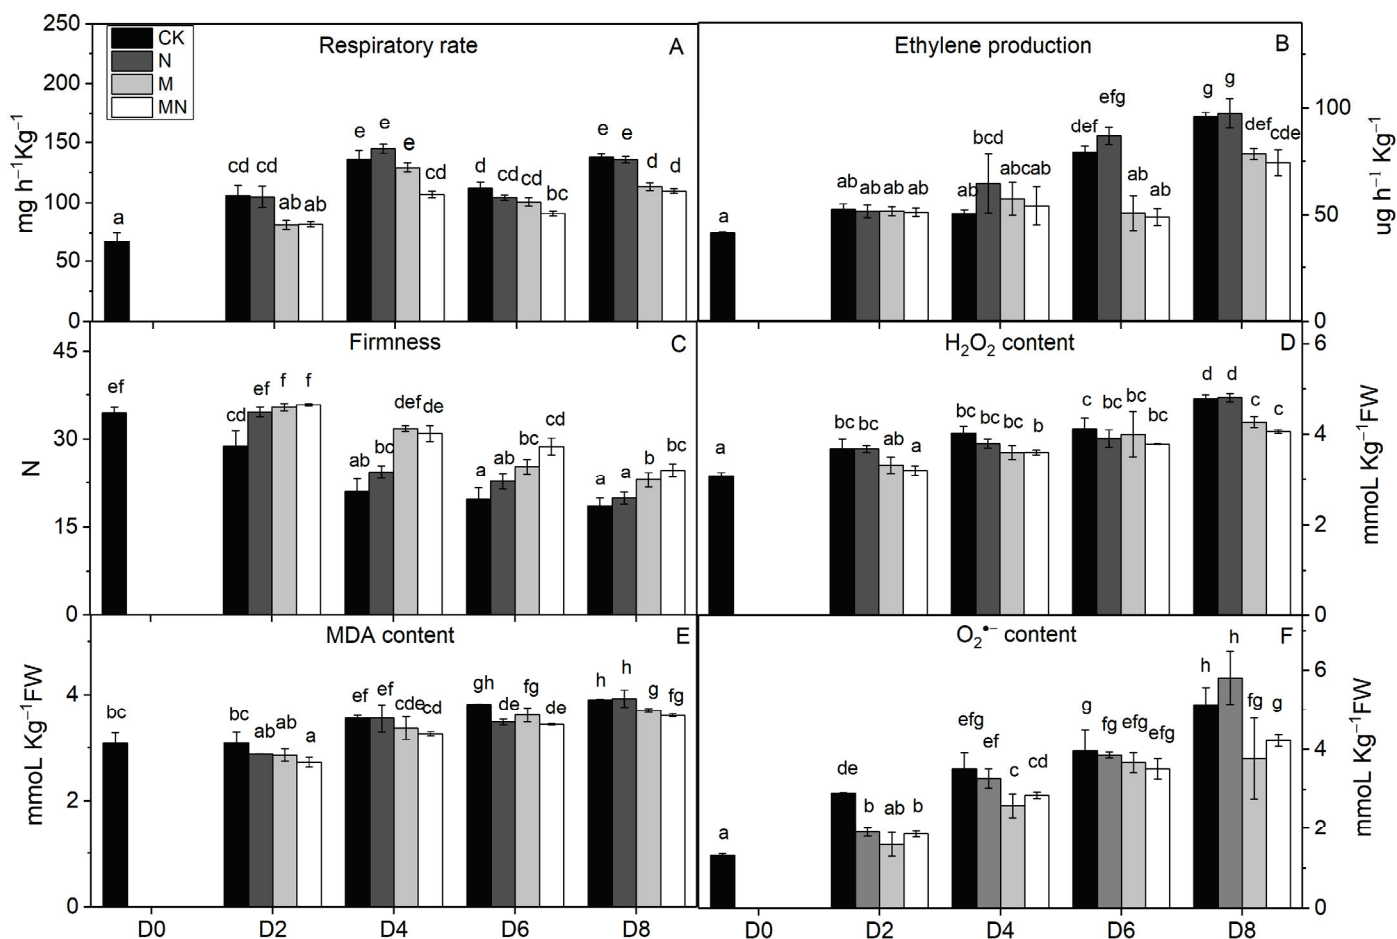 250
200
150
100
50
0
mg h⁻¹Kg⁻¹
CK
N
M
MN
Respiratory rate
A
a
cd cd ab ab
e e e cd
d cd cd bc
e e d d
Ethylene production
B
a
ab ab ab ab
ab bcd abc ab
def efg ab ab
g g def cde
100
50
0
ug h⁻¹ Kg⁻¹
45
30
15
0
N
Firmness
C
ef
cd ef f f
ab bc def de
a ab bc cd
a a b bc
H₂O₂ content
D
a
bc bc ab a
bc bc bc b
c bc bc bc
d d c c
6
4
2
0
mmoL Kg⁻¹FW
4
2
0
mmoL Kg⁻¹FW
MDA content
E
bc
bc ab ab a
ef ef cde cd
gh de fg de
h h g fg
D0 D2 D4 D6 D8
O₂•⁻ content
F
a
de b ab b
efg ef c cd
g fg efg efg
h h fg g
6
4
2
0
mmoL Kg⁻¹FW
D0 D2 D4 D6 D8